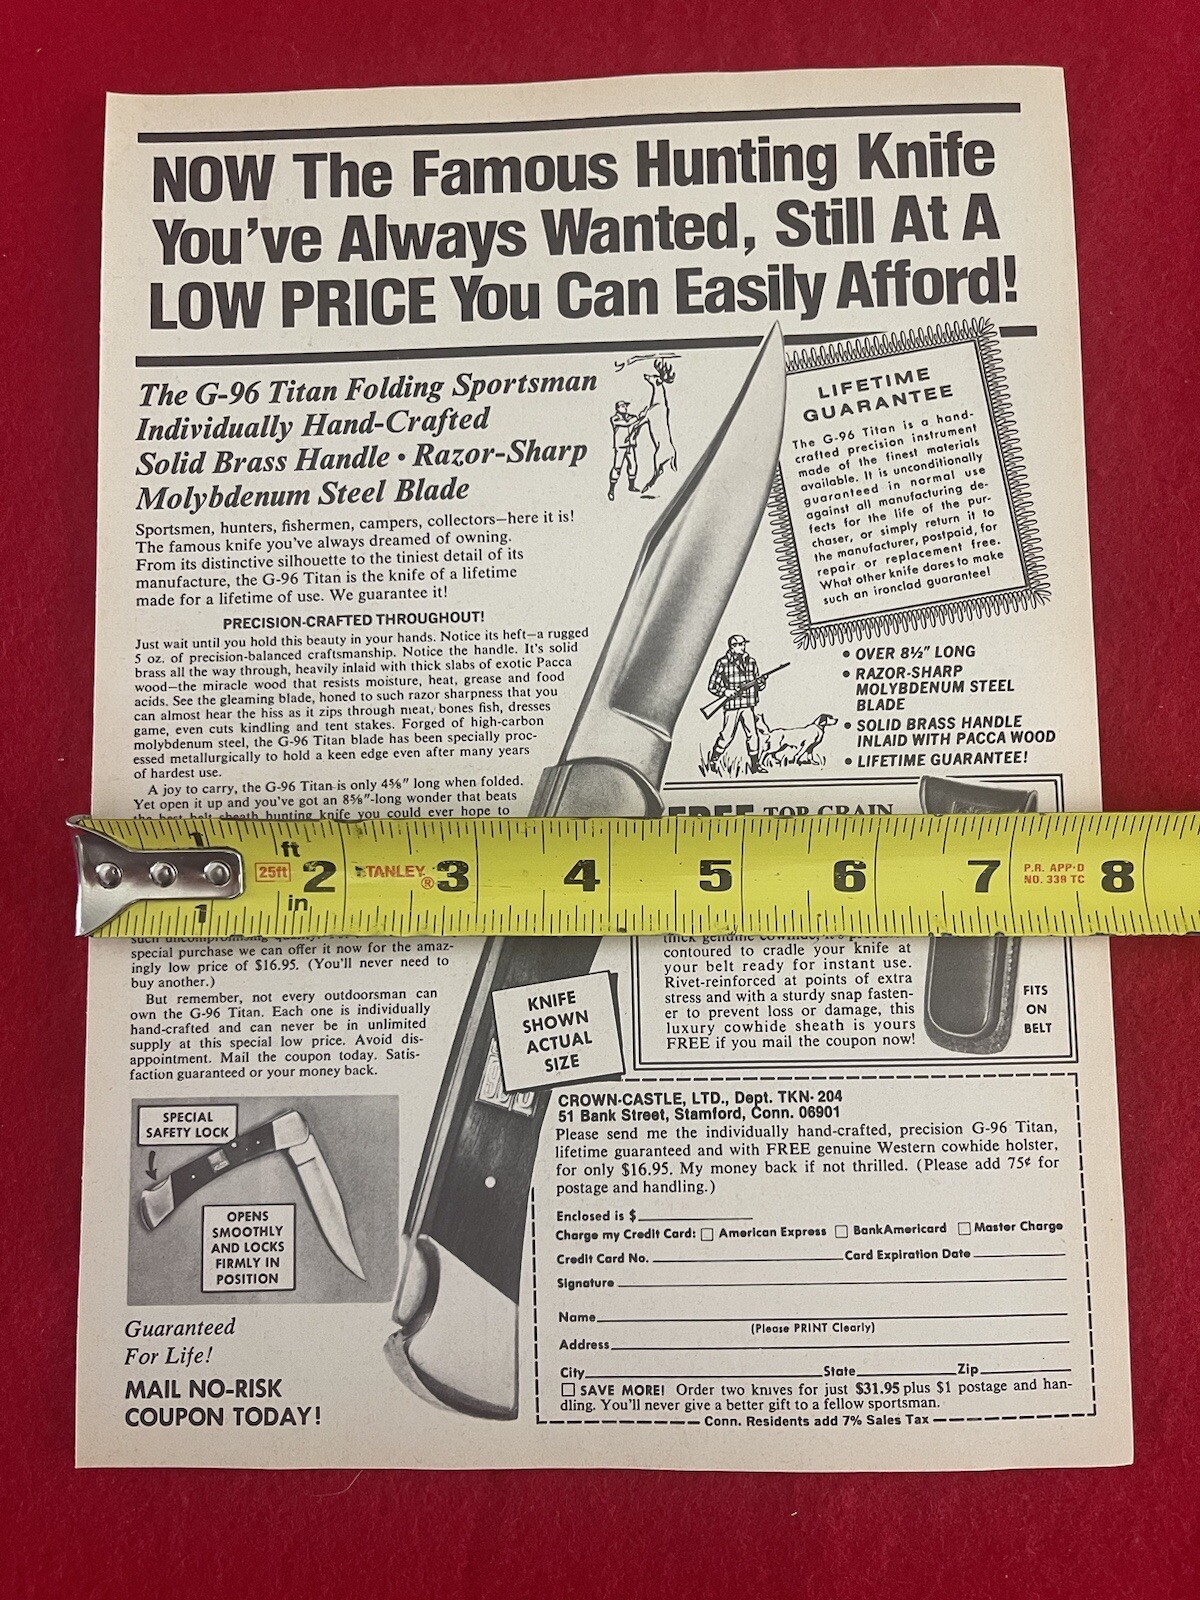 NOW The Famous Hunting Knife
You've Always Wanted, Still At A
LOW PRICE You Can Easily Afford!
The G-96 Titan Folding Sportsman
Individually Hand-Crafted
Solid Brass Handle • Razor-Sharp
Molybdenum Steel Blade
Sportsmen, hunters, fishermen, campers, collectors—here it is!
The famous knife you've always dreamed of owning.
From its distinctive silhouette to the tiniest detail of its
manufacture, the G-96 Titan is the knife of a lifetime
made for a lifetime of use. We guarantee it!
PRECISION-CRAFTED THROUGHOUT!
Just wait until you hold this beauty in your hands. Notice its heft—a rugged
5 oz. of precision-balanced craftsmanship. Notice the handle. It's solid
brass all the way through, heavily inlaid with thick slabs of exotic Pacca
wood—the miracle wood that resists moisture, heat, grease and food
acids. See the gleaming blade, honed to such razor sharpness that you
can almost hear the hiss as it zips through meat, bones fish, dresses
game, even cuts kindling and tent stakes. Forged of high-carbon
molybdenum steel, the G-96 Titan blade has been specially proc-
essed metallurgically to hold a keen edge even after many years
of hardest use.
A joy to carry, the G-96 Titan is only 4⅝" long when folded.
Yet open it up and you've got an 8⅝"-long wonder that beats
the best belt sheath hunting knife you could ever hope to
LIFETIME
GUARANTEE
The G-96 Titan is a hand-
crafted precision instrument
made of the finest materials
available. It is unconditionally
guaranteed in normal use
against all manufacturing de-
fects for the life of the pur-
chaser, or simply return it to
the manufacturer, postpaid, for
repair or replacement free.
What other knife dares to make
such an ironclad guarantee!
• OVER 8½" LONG
• RAZOR-SHARP
MOLYBDENUM STEEL
BLADE
• SOLID BRASS HANDLE
INLAID WITH PACCA WOOD
• LIFETIME GUARANTEE!
FREE TOP GRAIN
1 ft 2 3 4 5 6 7 8
25ft STANLEY ® P.R. APP'D
NO. 339 TC
1 in
such uncompromising quality.
special purchase we can offer it now for the amaz-
ingly low price of $16.95. (You'll never need to
buy another.)
But remember, not every outdoorsman can
own the G-96 Titan. Each one is individually
hand-crafted and can never be in unlimited
supply at this special low price. Avoid dis-
appointment. Mail the coupon today. Satis-
faction guaranteed or your money back.
KNIFE
SHOWN
ACTUAL
SIZE
thick genuine cowhide, it's
contoured to cradle your knife at
your belt ready for instant use.
Rivet-reinforced at points of extra
stress and with a sturdy snap fasten-
er to prevent loss or damage, this
luxury cowhide sheath is yours
FREE if you mail the coupon now!
FITS
ON
BELT
SPECIAL
SAFETY LOCK
OPENS
SMOOTHLY
AND LOCKS
FIRMLY IN
POSITION
Guaranteed
For Life!
MAIL NO-RISK
COUPON TODAY!
CROWN-CASTLE, LTD., Dept. TKN-204
51 Bank Street, Stamford, Conn. 06901
Please send me the individually hand-crafted, precision G-96 Titan,
lifetime guaranteed and with FREE genuine Western cowhide holster,
for only $16.95. My money back if not thrilled. (Please add 75¢ for
postage and handling.)
Enclosed is $
Charge my Credit Card: □ American Express □ BankAmericard □ Master Charge
Credit Card No. Card Expiration Date
Signature
Name
(Please PRINT Clearly)
Address
City State Zip
□ SAVE MORE! Order two knives for just $31.95 plus $1 postage and han-
dling. You'll never give a better gift to a fellow sportsman.
Conn. Residents add 7% Sales Tax